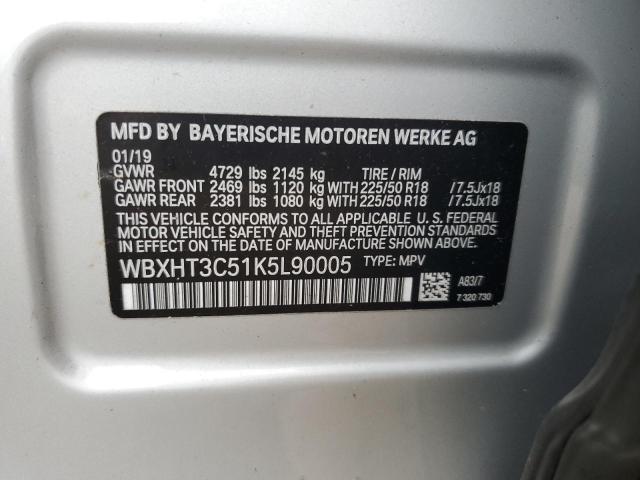 MFD BY BAYERISCHE MOTOREN WERKE AG
01/19
GVWR 4729 lbs 2145 kg TIRE / RIM
GAWR FRONT 2469 lbs 1120 kg WITH 225/50 R18 /7.5Jx18
GAWR REAR 2381 lbs 1080 kg WITH 225/50 R18 /7.5Jx18
THIS VEHICLE CONFORMS TO ALL APPLICABLE U. S. FEDERAL
MOTOR VEHICLE SAFETY, BUMPER, AND THEFT PREVENTION STANDARDS
IN EFFECT ON THE DATE OF MANUFACTURE SHOWN ABOVE.
WBXHT3C51K5L90005 TYPE: MPV
A83/7
7 320 730